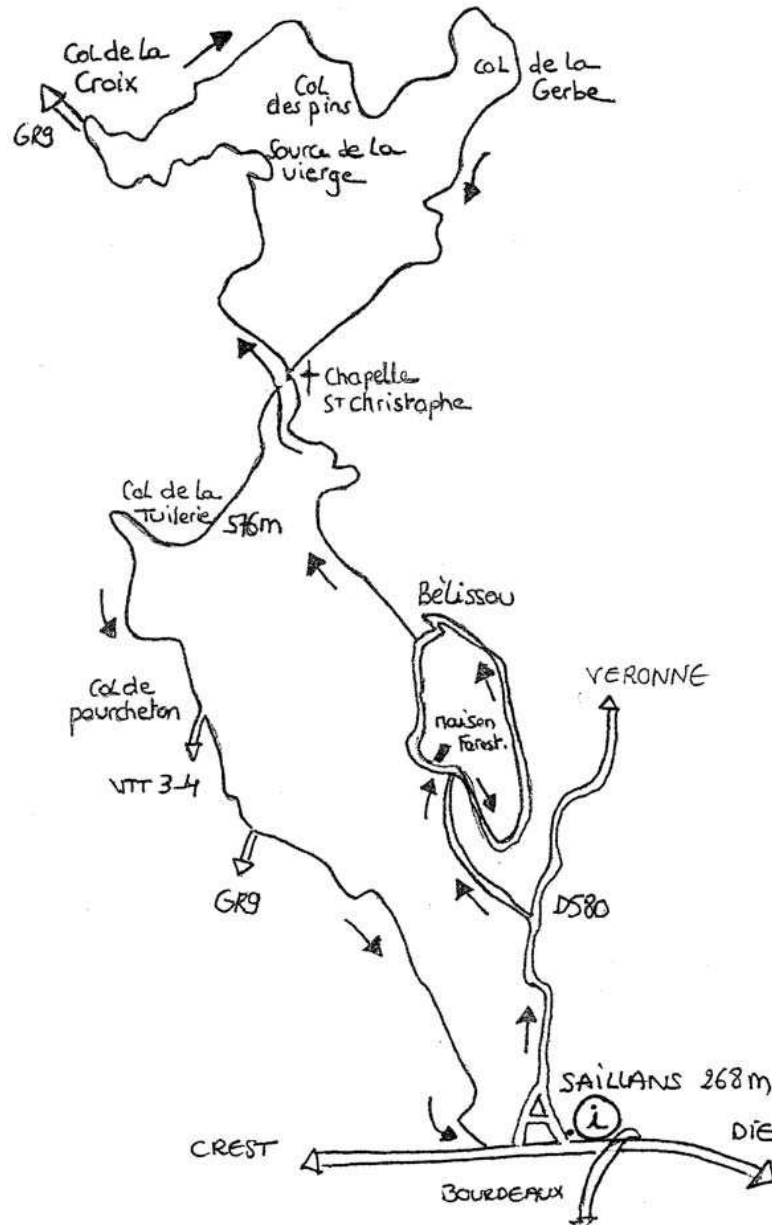 Col de la
Croix
GR9
Col
des pins
Col de la
Gerbe
Source de la
vierge
Chapelle
ST Christophe
Col de la
Tuilerie 576m
Bèlissou
VERONNE
maison
Forest.
Col de
pourcheton
VTT 3-4
GR9
D580
SAILLANS 268m
i
CREST
DIE
BOURDEAUX